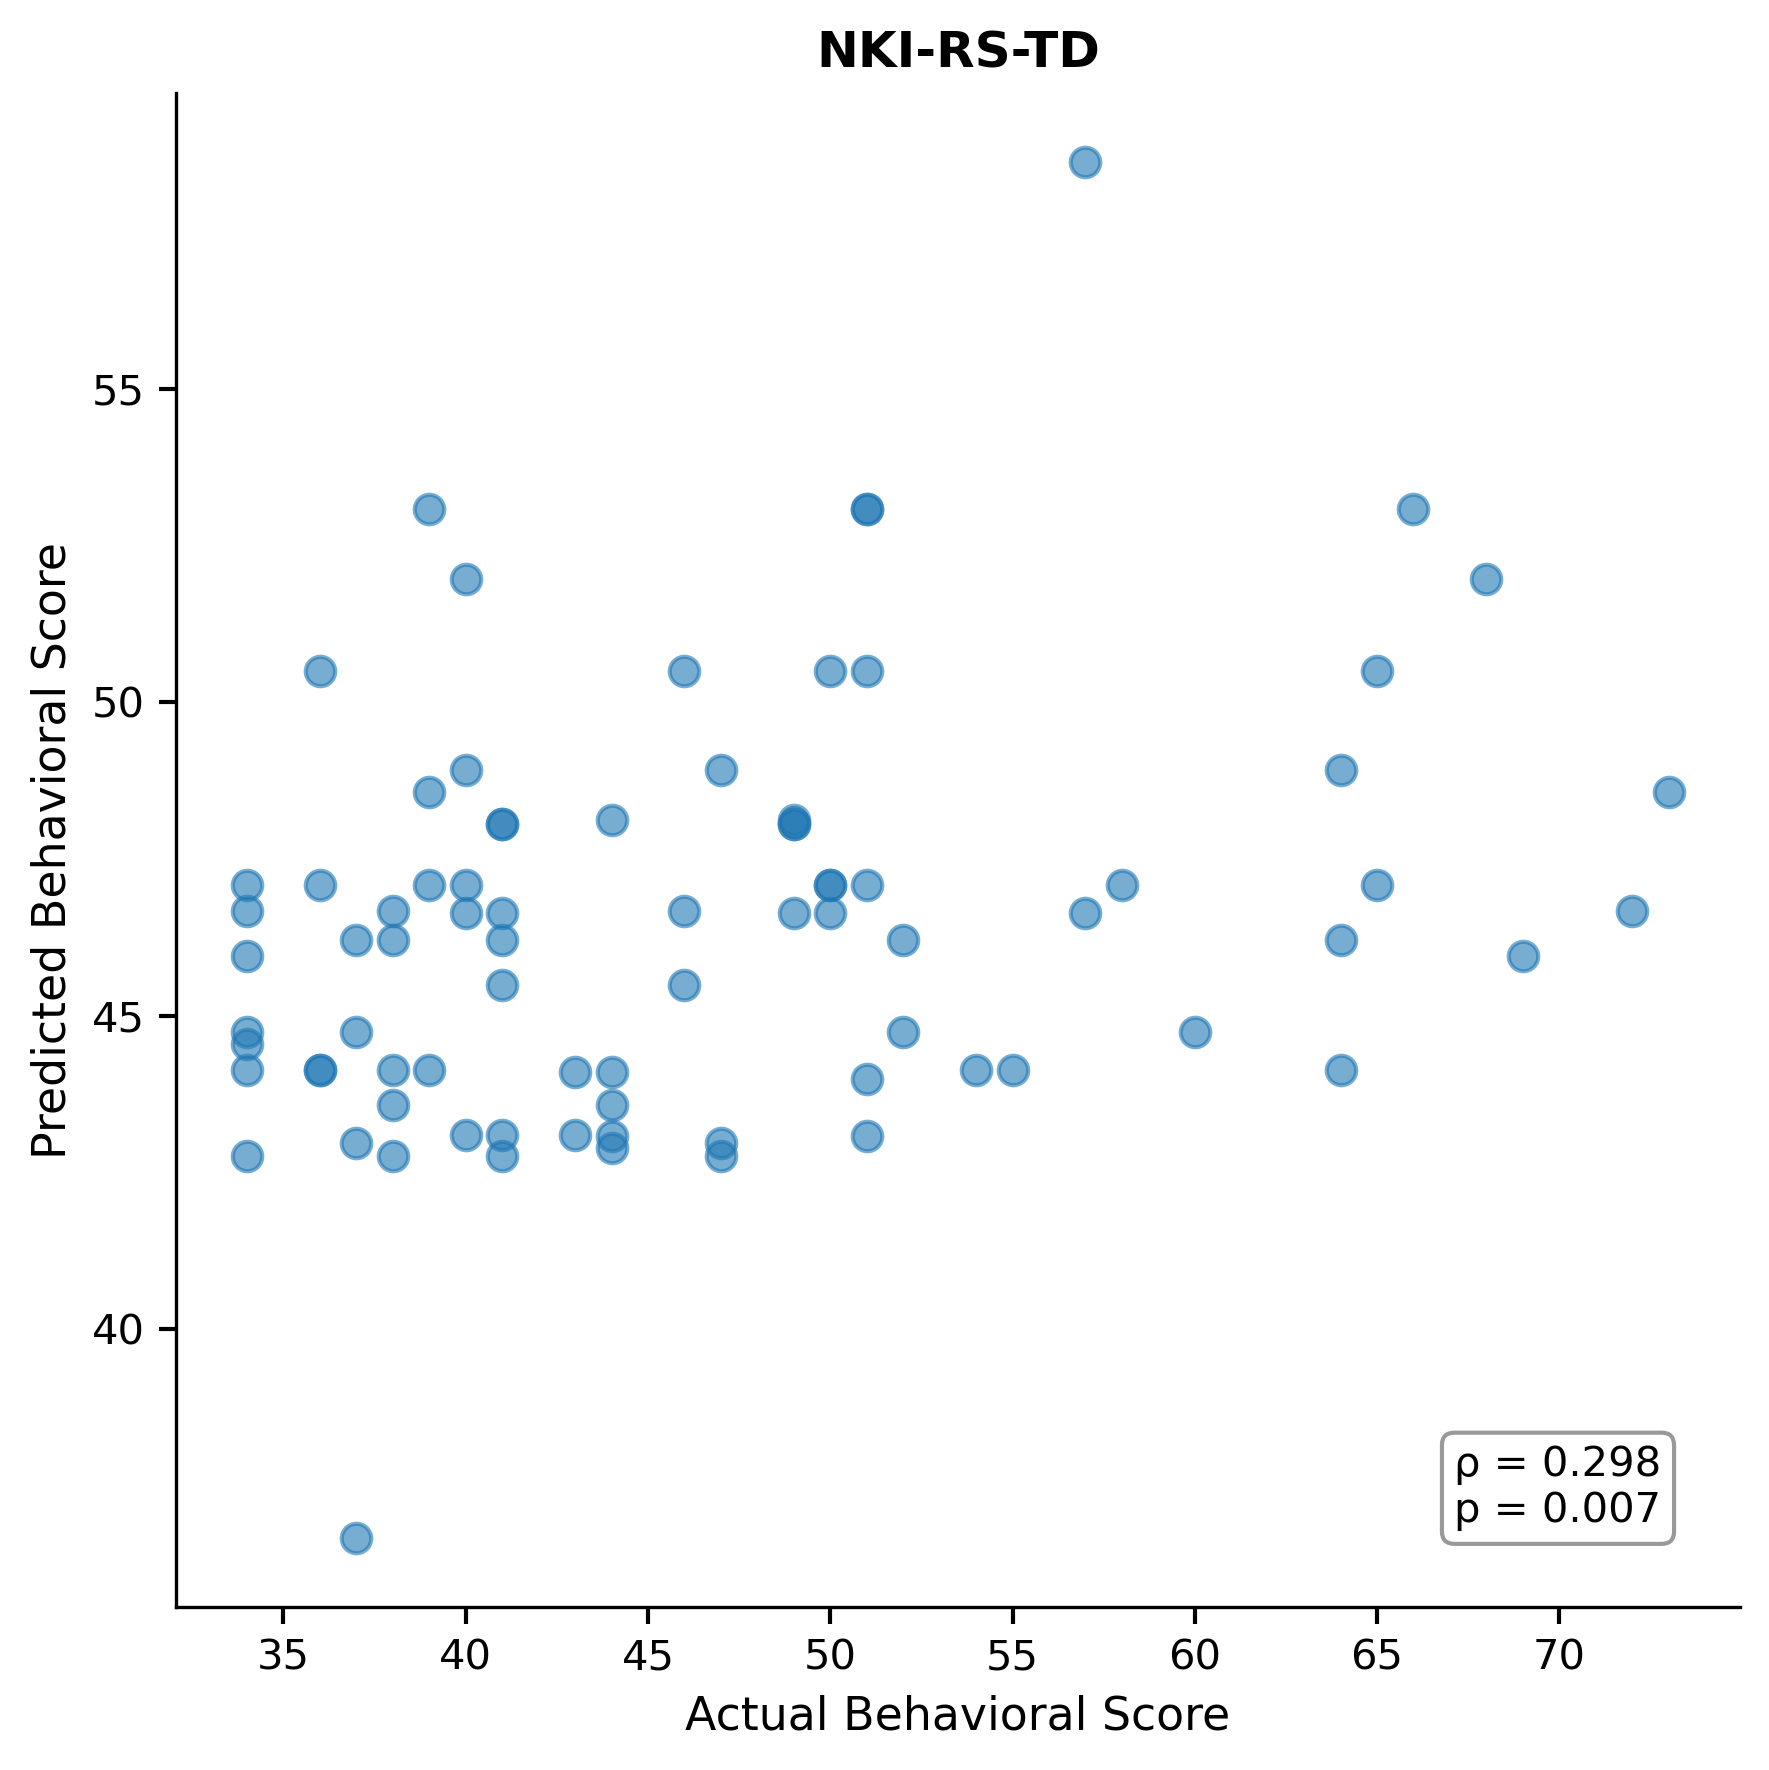 NKI-RS-TD
Predicted Behavioral Score
55
50
45
40
ρ = 0.298
p = 0.007
35 40 45 50 55 60 65 70
Actual Behavioral Score